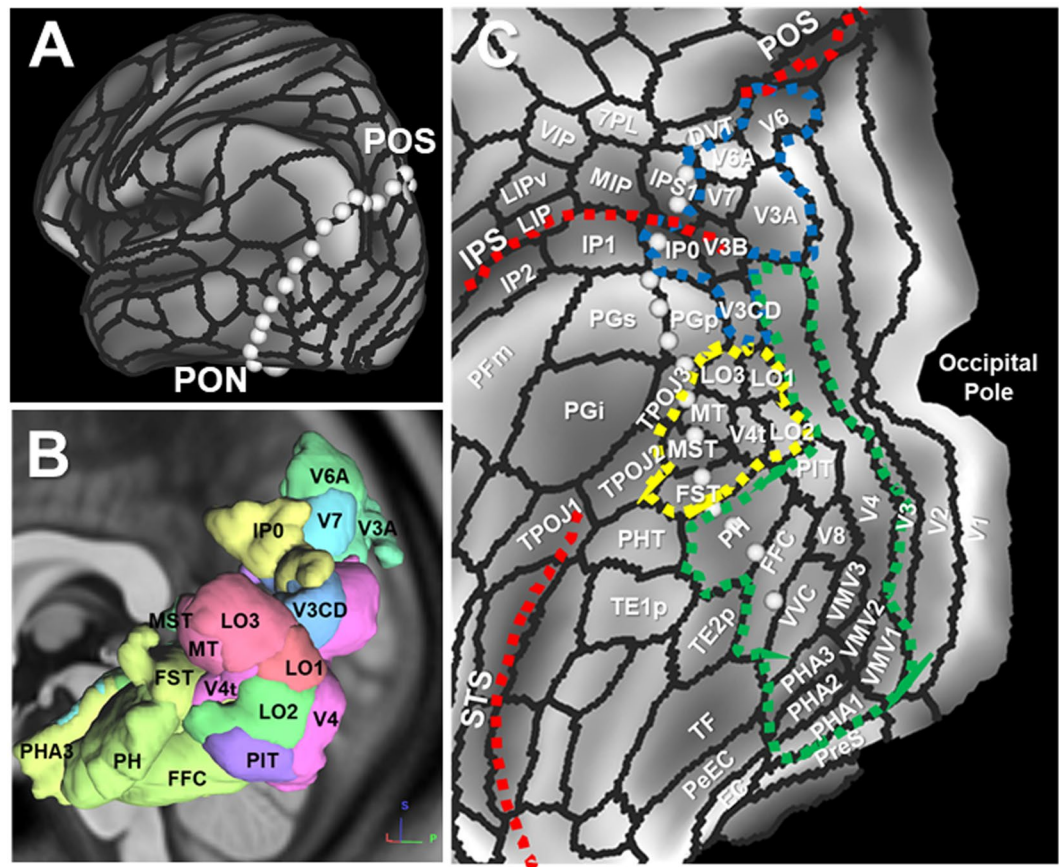 A
POS
PON
B
V6A
IP0
V7
V3A
V3CD
MST
LO3
MT
LO1
FST
V4t
LO2
V4
PHA3
PH
PIT
FFC
S
L
P
C
POS
VIP
7PL
DVT
V6
V6A
LIPv
MIP
IPS1
V7
V3A
IPS
LIP
IP2
IP1
IP0
V3B
PFm
PGs
PGp
V3CD
Occipital
Pole
PGi
TPOJ3
LO3
LO1
MT
V4t
LO2
MST
TPOJ2
FST
PIT
TPOJ1
PHT
PH
FFC
V8
V4
V3
V2
V1
TE1p
TE2p
VVC
VMV3
VMV2
VMV1
STS
PHA3
PHA2
PHA1
TF
PeEC
EC
PreS